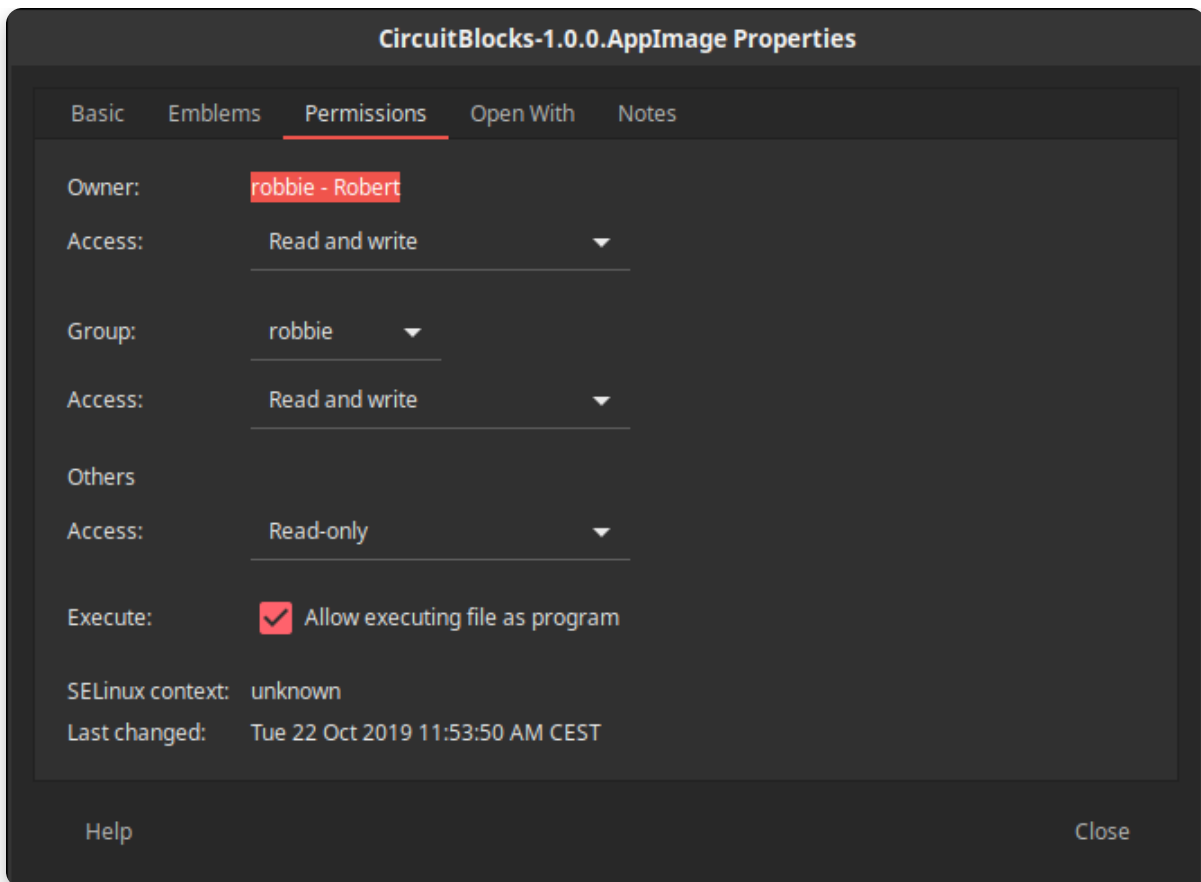 CircuitBlocks-1.0.0.AppImage Properties
Basic Emblems Permissions Open With Notes
Owner: robbie - Robert
Access: Read and write
Group: robbie
Access: Read and write
Others
Access: Read-only
Execute: Allow executing file as program
SELinux context: unknown
Last changed: Tue 22 Oct 2019 11:53:50 AM CEST
Help Close